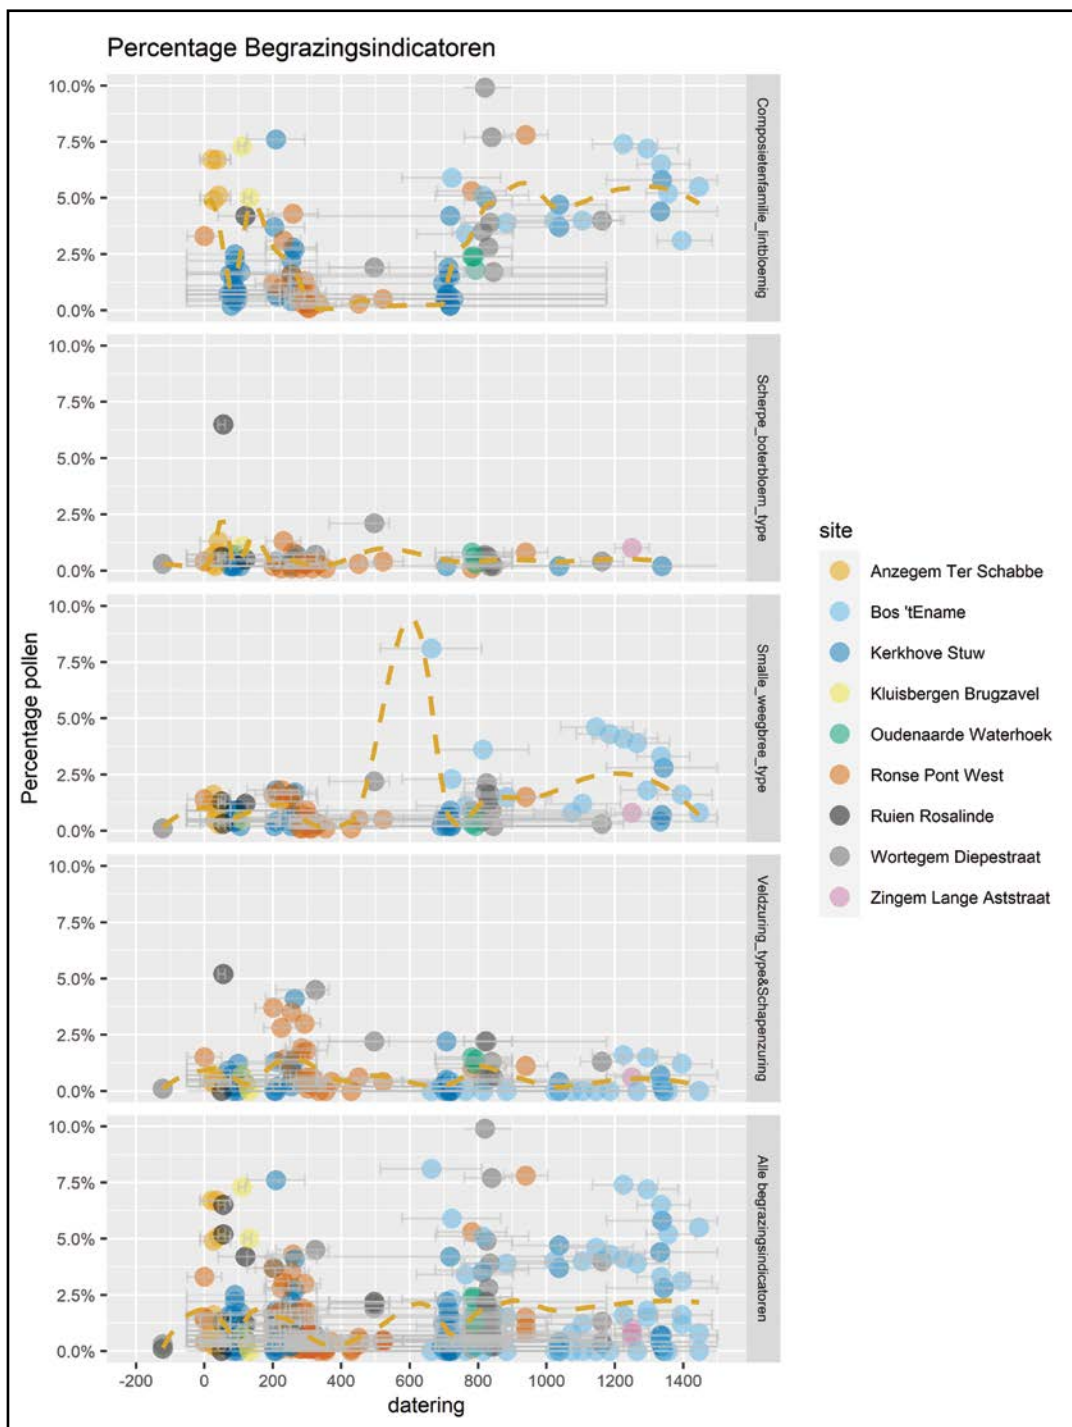 Percentage Begrazingsindicatoren
Percentage pollen
10.0%
7.5%
5.0%
2.5%
0.0%
Composietenfamilie_lintbloemig
10.0%
7.5%
5.0%
2.5%
0.0%
Scherpe_boterbloem_type
10.0%
7.5%
5.0%
2.5%
0.0%
Smalle_weegbree_type
10.0%
7.5%
5.0%
2.5%
0.0%
Veldzuring_type&Schapenzuring
10.0%
7.5%
5.0%
2.5%
0.0%
Alle begrazingsindicatoren
-200 0 200 400 600 800 1000 1200 1400
datering
site
Anzegem Ter Schabbe
Bos 'tEname
Kerkhove Stuw
Kluisbergen Brugzavel
Oudenaarde Waterhoek
Ronse Pont West
Ruien Rosalinde
Wortegem Diepestraat
Zingem Lange Aststraat